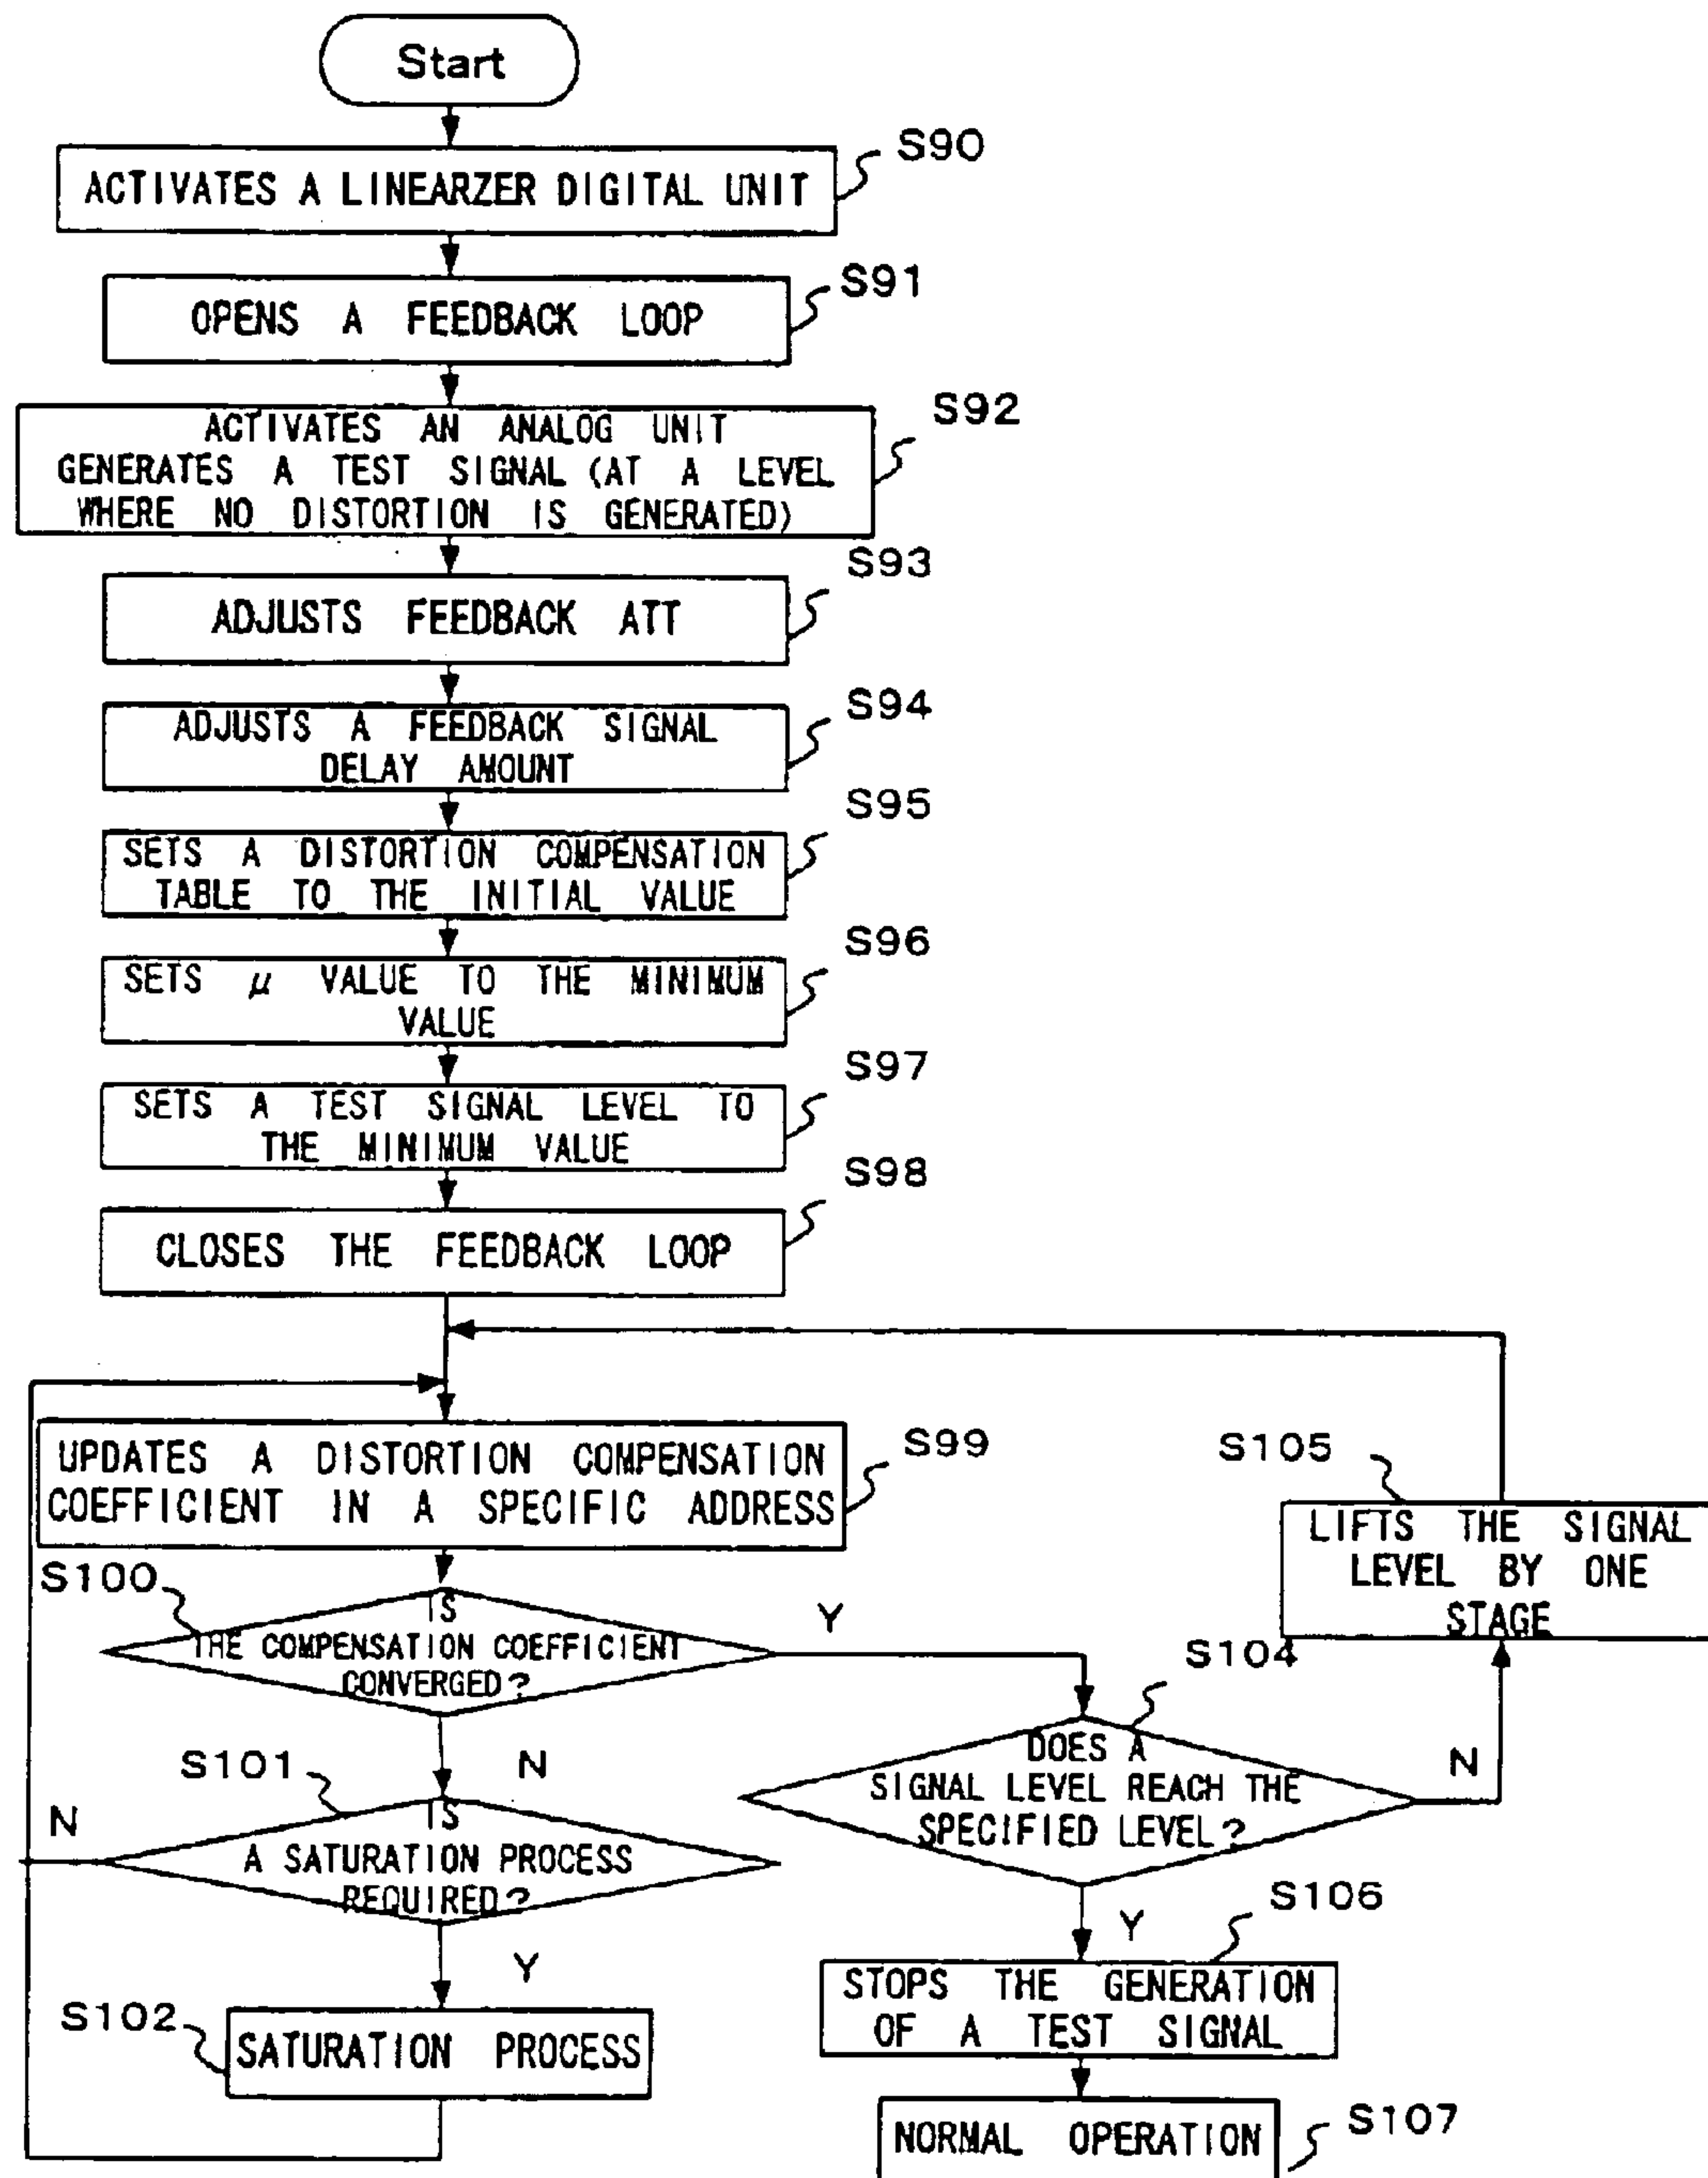 Start
S90
ACTIVATES A LINEARZER DIGITAL UNIT
S91
OPENS A FEEDBACK LOOP
S92
ACTIVATES AN ANALOG UNIT
GENERATES A TEST SIGNAL (AT A LEVEL
WHERE NO DISTORTION IS GENERATED)
S93
ADJUSTS FEEDBACK ATT
S94
ADJUSTS A FEEDBACK SIGNAL
DELAY AMOUNT
S95
SETS A DISTORTION COMPENSATION
TABLE TO THE INITIAL VALUE
S96
SETS μ VALUE TO THE MINIMUM
VALUE
S97
SETS A TEST SIGNAL LEVEL TO
THE MINIMUM VALUE
S98
CLOSES THE FEEDBACK LOOP
S99
UPDATES A DISTORTION COMPENSATION
COEFFICIENT IN A SPECIFIC ADDRESS
S100
IS
THE COMPENSATION COEFFICIENT
CONVERGED?
Y
N
S101
IS
A SATURATION PROCESS
REQUIRED?
N
Y
S102
SATURATION PROCESS
S104
DOES A
SIGNAL LEVEL REACH THE
SPECIFIED LEVEL?
N
Y
S105
LIFTS THE SIGNAL
LEVEL BY ONE
STAGE
S106
STOPS THE GENERATION
OF A TEST SIGNAL
S107
NORMAL OPERATION